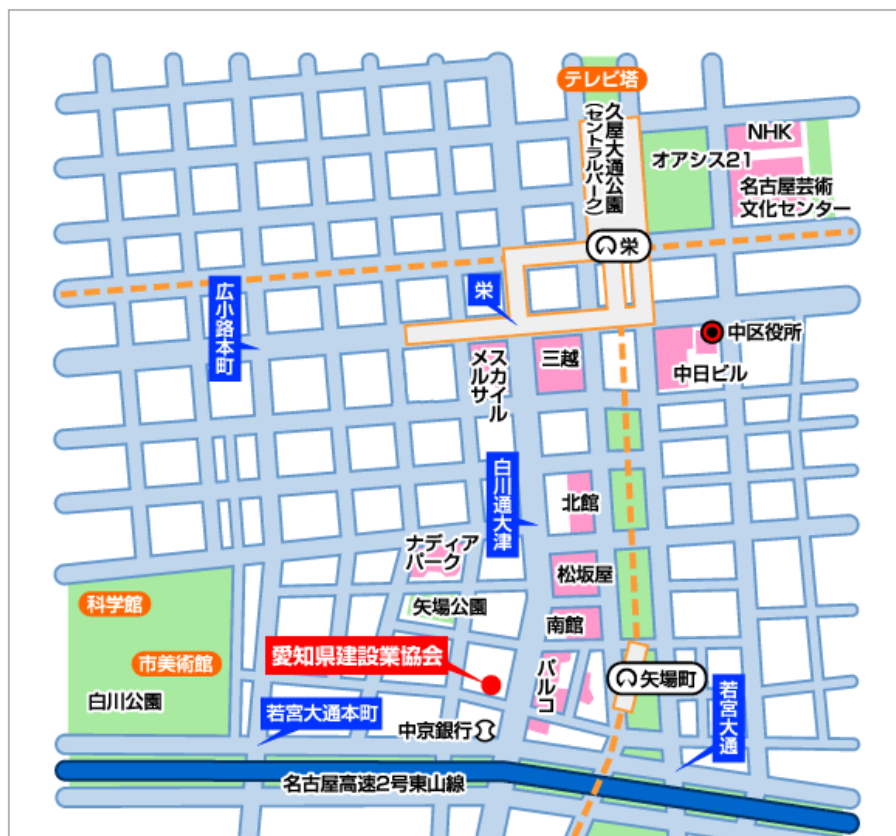 テレビ塔
久屋大通公園
(セントラルパーク)
NHK
オアシス21
名古屋芸術
文化センター
栄
広小路本町
栄
中区役所
スカイル
メルサ
三越
中日ビル
白川通大津
北館
ナディア
パーク
松坂屋
科学館
矢場公園
南館
市美術館
愛知県建設業協会
パルコ
矢場町
白川公園
若宮大通本町
中京銀行
若宮大通
名古屋高速2号東山線